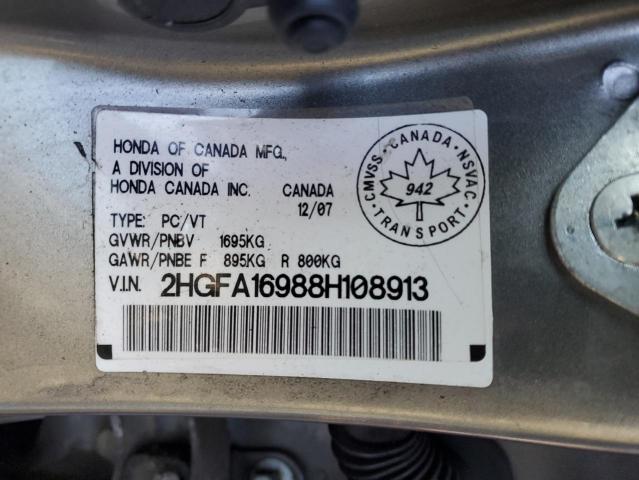 HONDA OF CANADA MFG.,
A DIVISION OF
HONDA CANADA INC. CANADA
12/07
TYPE: PC/VT
GVWR/PNBV 1695KG
GAWR/PNBE F 895KG R 800KG
V.I.N. 2HGFA16988H108913
CMVSS • CANADA • NSVAC
942
• TRANSPORT •